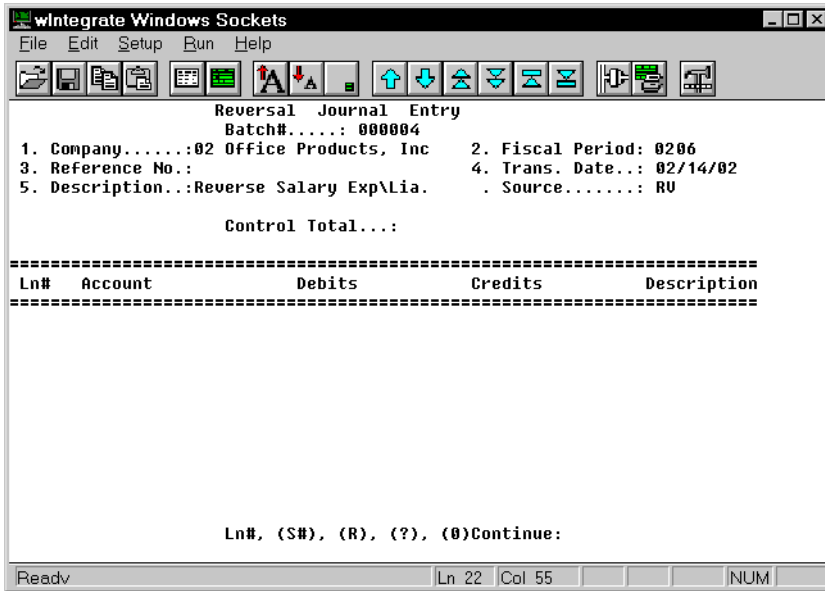 wIntegrate Windows Sockets
File Edit Setup Run Help
Reversal Journal Entry
Batch#.....: 000004
1. Company......:02 Office Products, Inc 2. Fiscal Period: 0206
3. Reference No.: 4. Trans. Date..: 02/14/02
5. Description..:Reverse Salary Exp\Lia. . Source.......: RV
Control Total...:
=========================================================================
Ln# Account Debits Credits Description
=========================================================================
Ln#, (S#), (R), (?), (0)Continue:
Ready Ln 22 Col 55 NUM